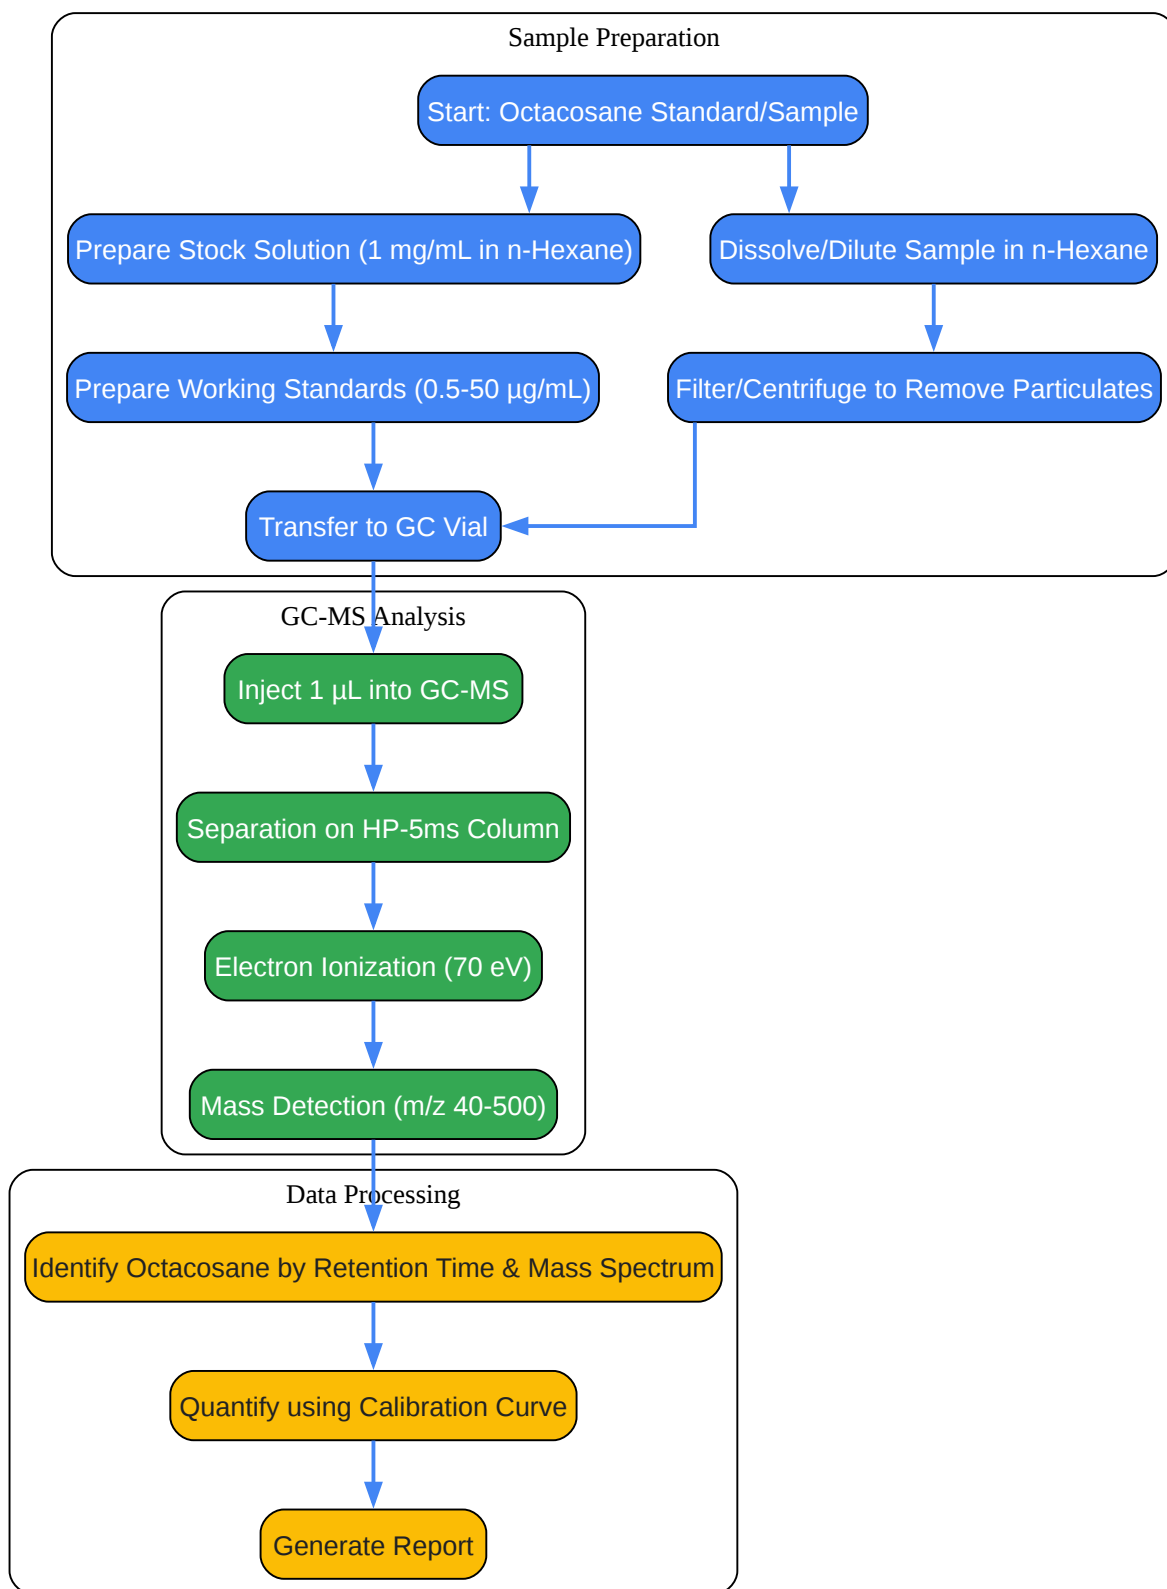 Sample Preparation
Start: Octacosane Standard/Sample
Prepare Stock Solution (1 mg/mL in n-Hexane)
Dissolve/Dilute Sample in n-Hexane
Prepare Working Standards (0.5-50 µg/mL)
Filter/Centrifuge to Remove Particulates
Transfer to GC Vial
GC-MS Analysis
Inject 1 µL into GC-MS
Separation on HP-5ms Column
Electron Ionization (70 eV)
Mass Detection (m/z 40-500)
Data Processing
Identify Octacosane by Retention Time & Mass Spectrum
Quantify using Calibration Curve
Generate Report